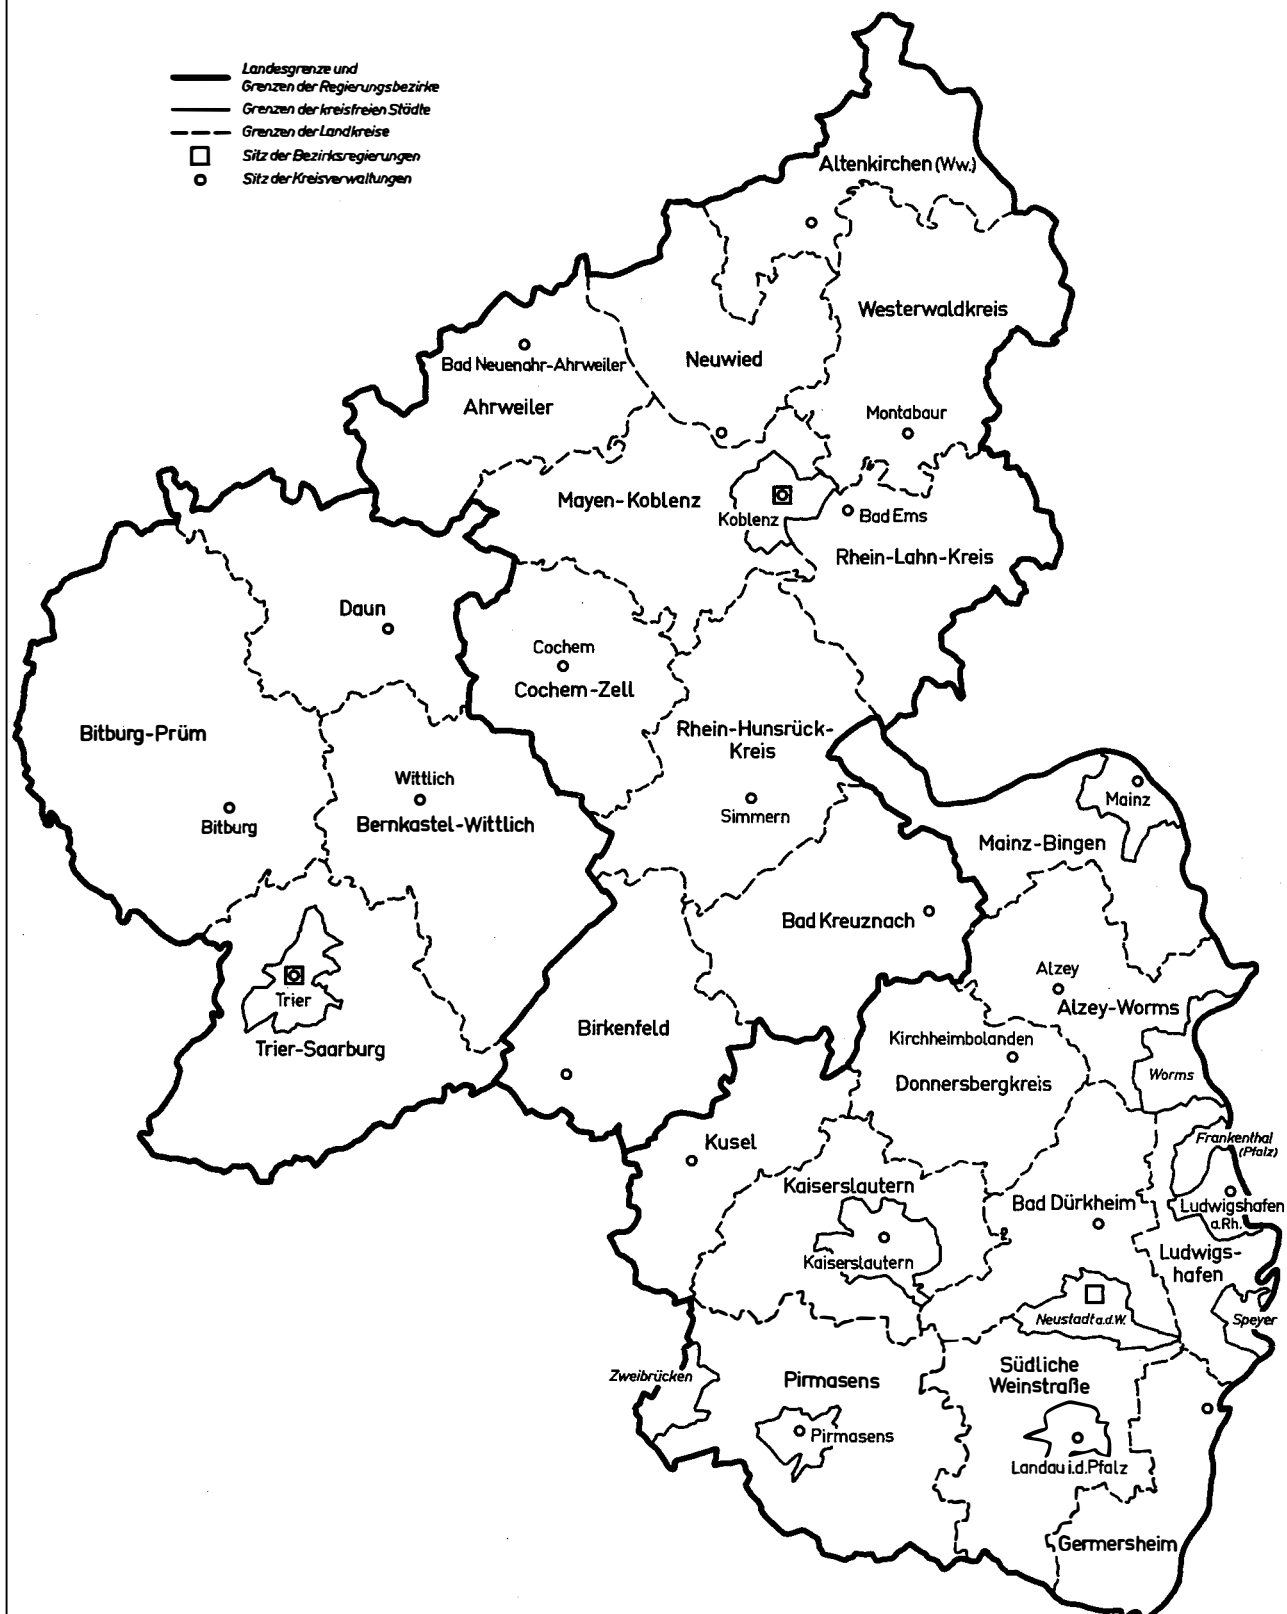 Landesgrenze und
Grenzen der Regierungsbezirke
Grenzen der kreisfreien Städte
Grenzen der Landkreise
Sitz der Bezirksregierungen
Sitz der Kreisverwaltungen
Altenkirchen (Ww.)
Westerwaldkreis
Neuwied
Bad Neuenahr-Ahrweiler
Ahrweiler
Montabaur
Mayen-Koblenz
Koblenz
Bad Ems
Rhein-Lahn-Kreis
Daun
Cochem
Cochem-Zell
Bitburg-Prüm
Rhein-Hunsrück-
Kreis
Wittlich
Bernkastel-Wittlich
Bitburg
Simmern
Mainz
Mainz-Bingen
Bad Kreuznach
Alzey
Alzey-Worms
Trier
Trier-Saarburg
Birkenfeld
Kirchheimbolanden
Donnersbergkreis
Worms
Kusel
Frankenthal
(Pfalz)
Kaiserslautern
Bad Dürkheim
Ludwigshafen
a.Rh.
Kaiserslautern
Ludwigs-
hafen
Neustadt a.d.W.
Speyer
Zweibrücken
Pirmasens
Südliche
Weinstraße
Pirmasens
Landau i.d.Pfalz
Germersheim